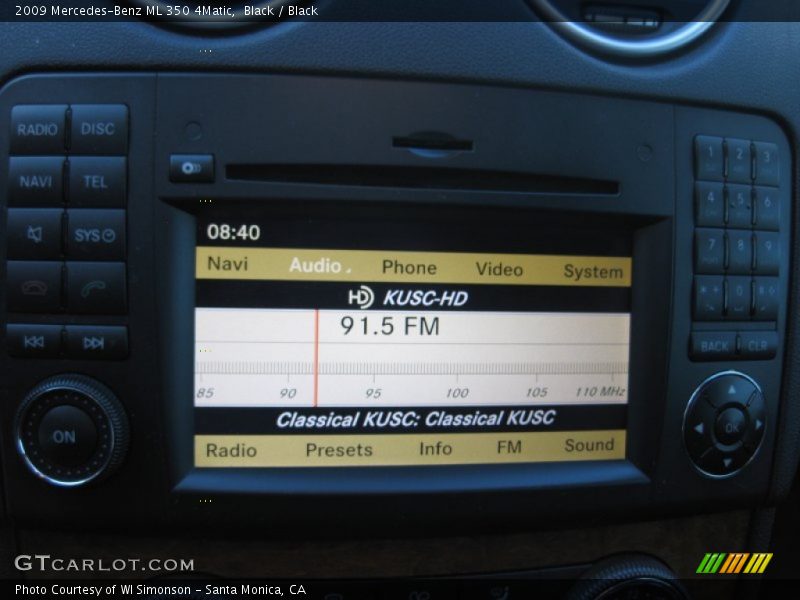 2009 Mercedes-Benz ML 350 4Matic, Black / Black
RADIO DISC
NAVI TEL
SYS
ON
08:40
Navi Audio Phone Video System
HD KUSC-HD
91.5 FM
85 90 95 100 105 110 MHz
Classical KUSC: Classical KUSC
Radio Presets Info FM Sound
1 2 3
4 5 6
7 8 9
* 0 #
BACK CLR
OK
GTCARLOT.COM
Photo Courtesy of WI Simonson - Santa Monica, CA